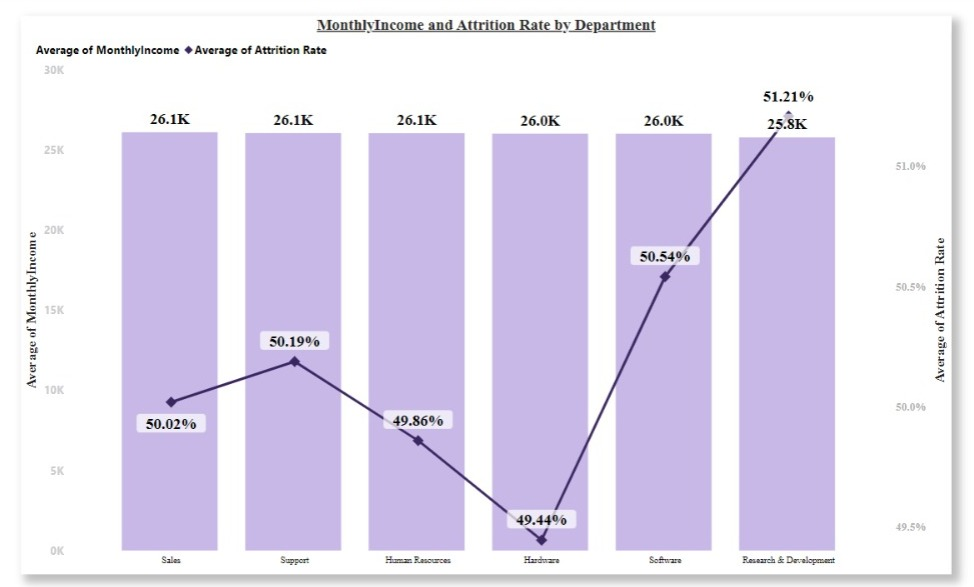 MonthlyIncome and Attrition Rate by Department
Average of MonthlyIncome ◆ Average of Attrition Rate
30K
25K
20K
15K
10K
5K
0K
Average of MonthlyIncome
26.1K
26.1K
26.1K
26.0K
26.0K
25.8K
50.02%
50.19%
49.86%
49.44%
50.54%
51.21%
51.0%
50.5%
50.0%
49.5%
Average of Attrition Rate
Sales
Support
Human Resources
Hardware
Software
Research & Development